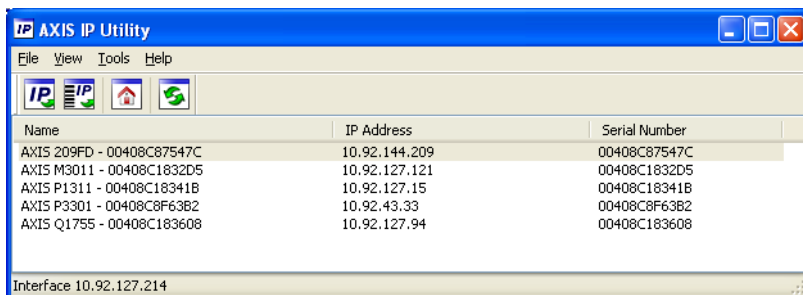 IP AXIS IP Utility
File View Tools Help
IP IP
Name IP Address Serial Number
AXIS 209FD - 00408C87547C 10.92.144.209 00408C87547C
AXIS M3011 - 00408C1832D5 10.92.127.121 00408C1832D5
AXIS P1311 - 00408C18341B 10.92.127.15 00408C18341B
AXIS P3301 - 00408C8F63B2 10.92.43.33 00408C8F63B2
AXIS Q1755 - 00408C183608 10.92.127.94 00408C183608
Interface 10.92.127.214